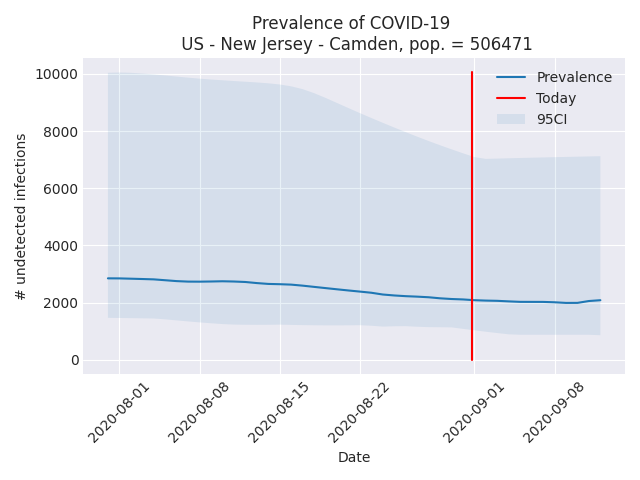 Prevalence of COVID-19
US - New Jersey - Camden, pop. = 506471
# undetected infections
10000
8000
6000
4000
2000
0
Prevalence
Today
95CI
2020-08-01
2020-08-08
2020-08-15
2020-08-22
2020-09-01
2020-09-08
Date